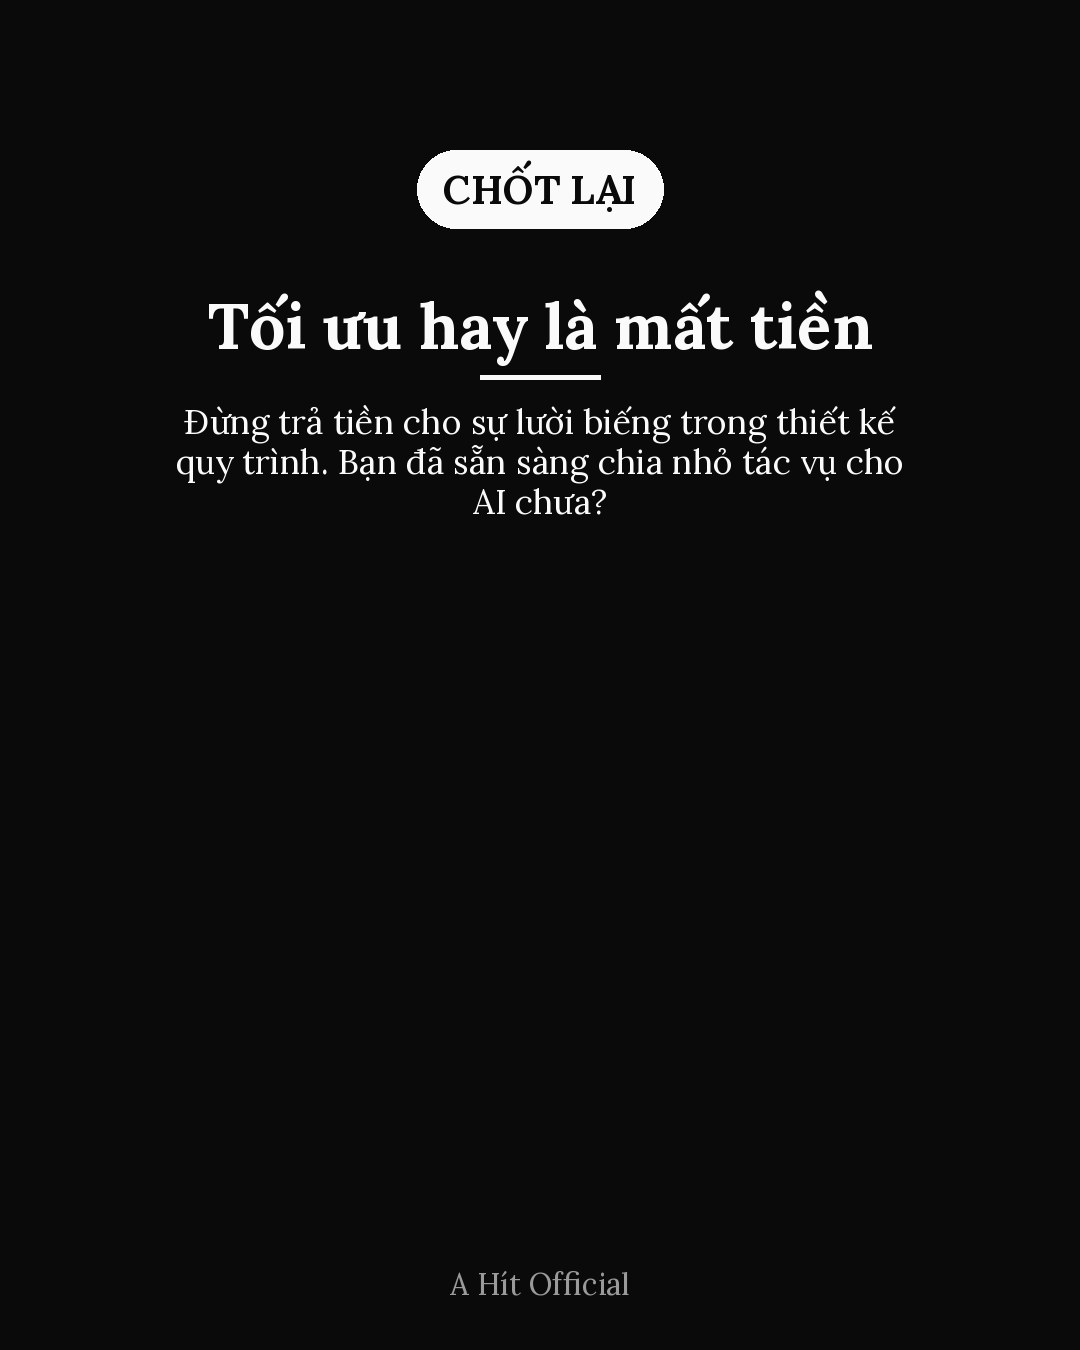 CHỐT LẠI
Tối ưu hay là mất tiền
Đừng trả tiền cho sự lười biếng trong thiết kế
quy trình. Bạn đã sẵn sàng chia nhỏ tác vụ cho
AI chưa?
A Hít Official